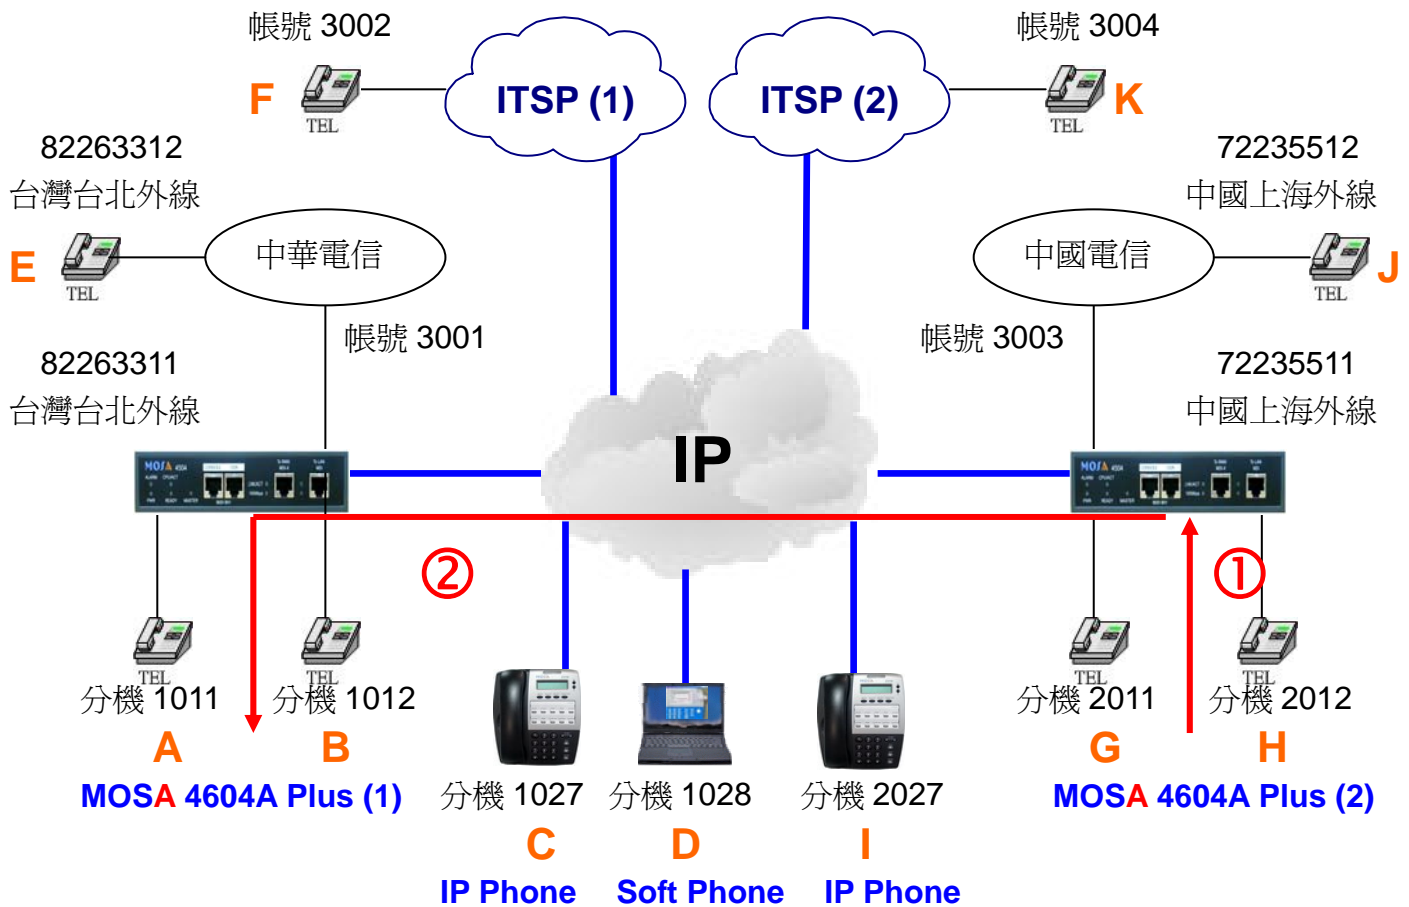 帳號 3002
帳號 3004
F
TEL
ITSP (1)
ITSP (2)
TEL
K
82263312
台灣台北外線
72235512
中國上海外線
E
TEL
中華電信
中國電信
TEL
J
帳號 3001
帳號 3003
82263311
台灣台北外線
72235511
中國上海外線
IP
MOSA 4504
MOSA 4504
②
①
TEL
TEL
TEL
TEL
分機 1011
分機 1012
分機 2011
分機 2012
A
B
G
H
MOSA 4604A Plus (1)
分機 1027
分機 1028
分機 2027
MOSA 4604A Plus (2)
C
D
I
IP Phone
Soft Phone
IP Phone